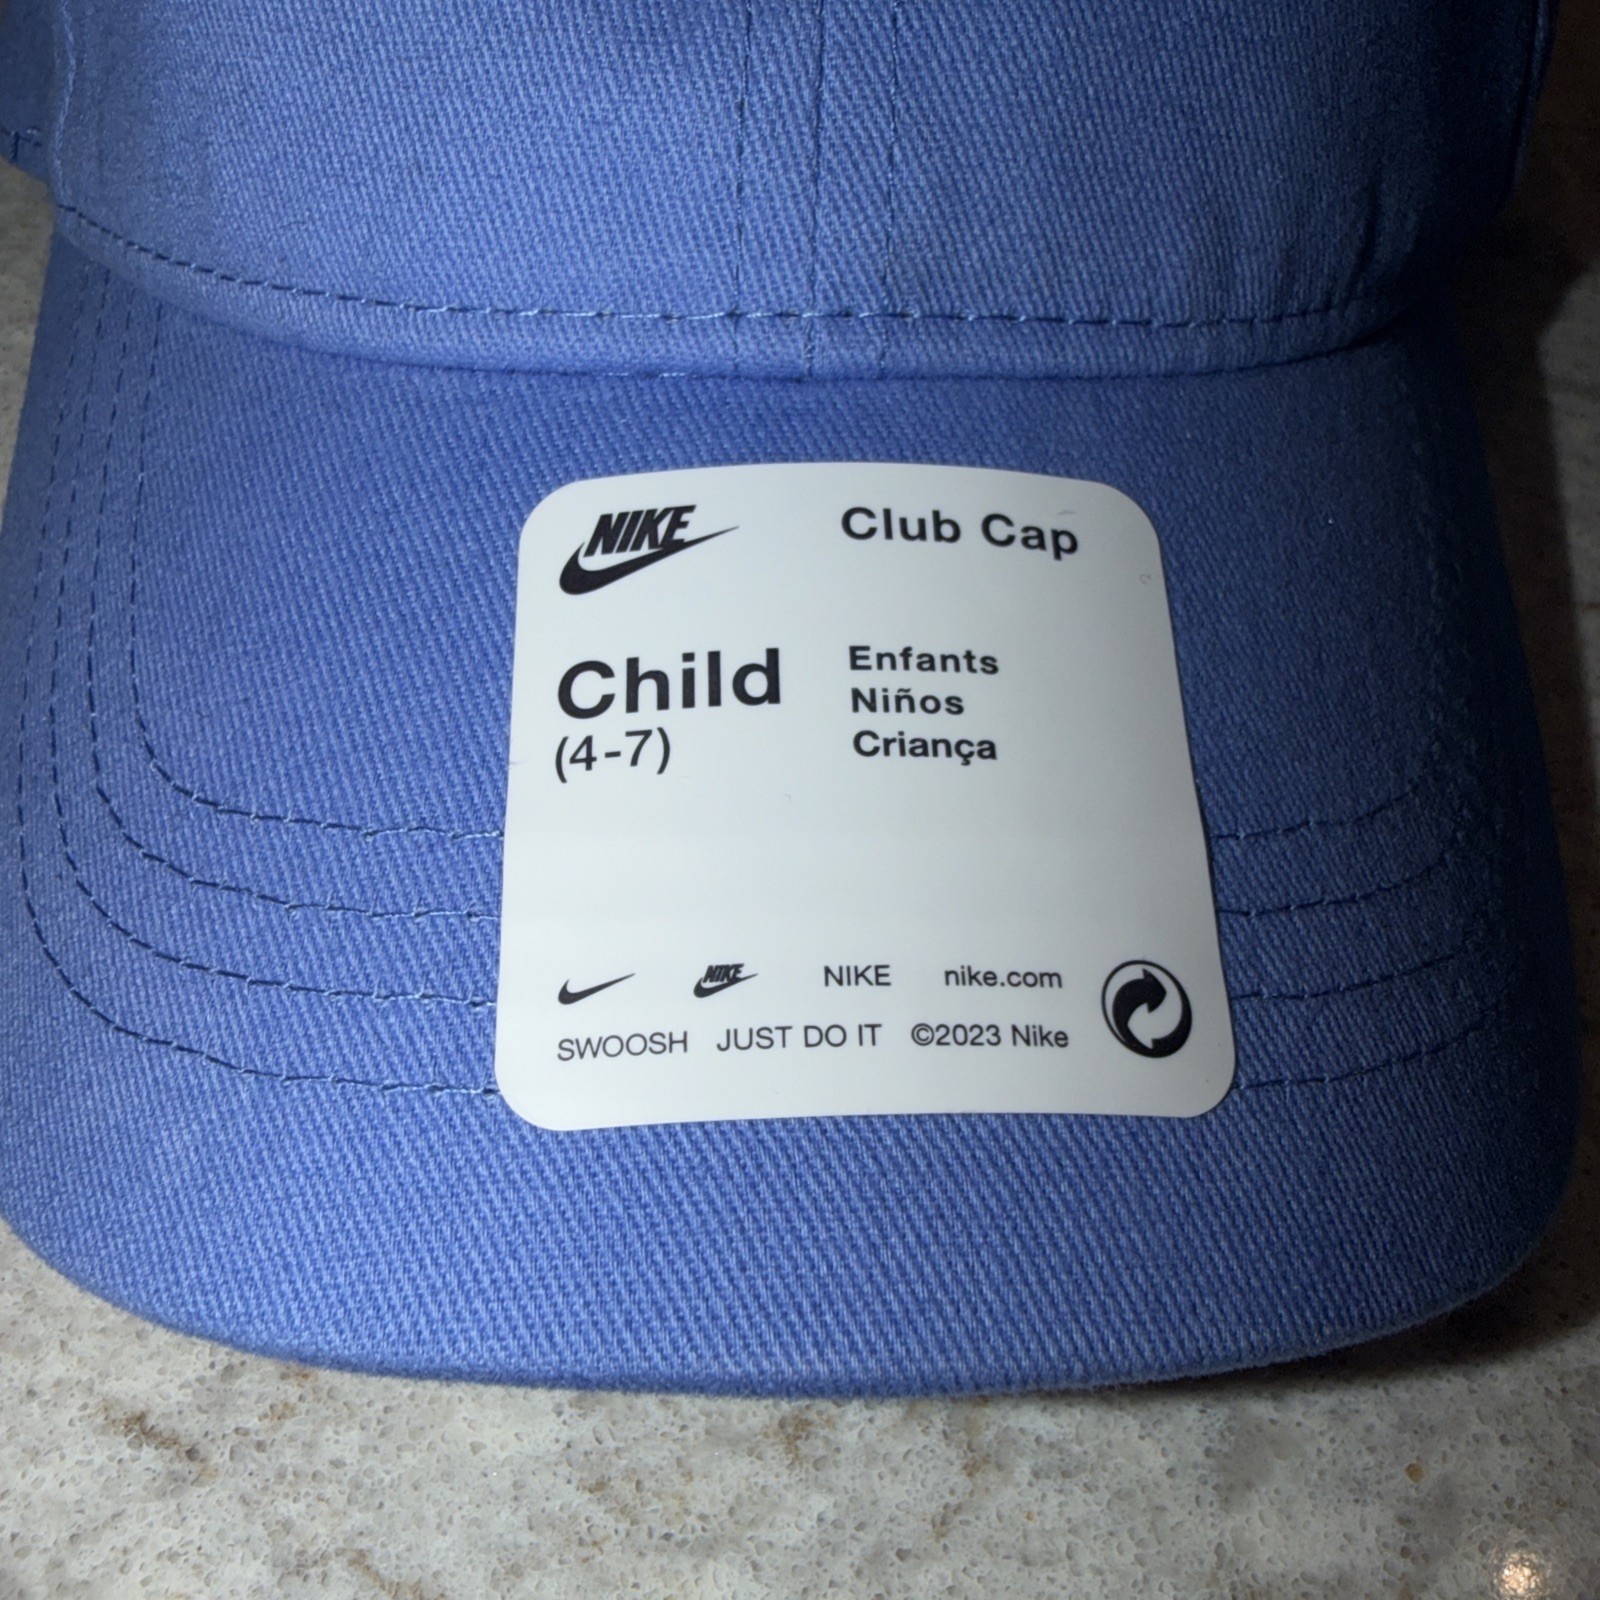 NIKE Club Cap
Child
(4-7)
Enfants
Niños
Criança
NIKE NIKE nike.com
SWOOSH JUST DO IT ©2023 Nike